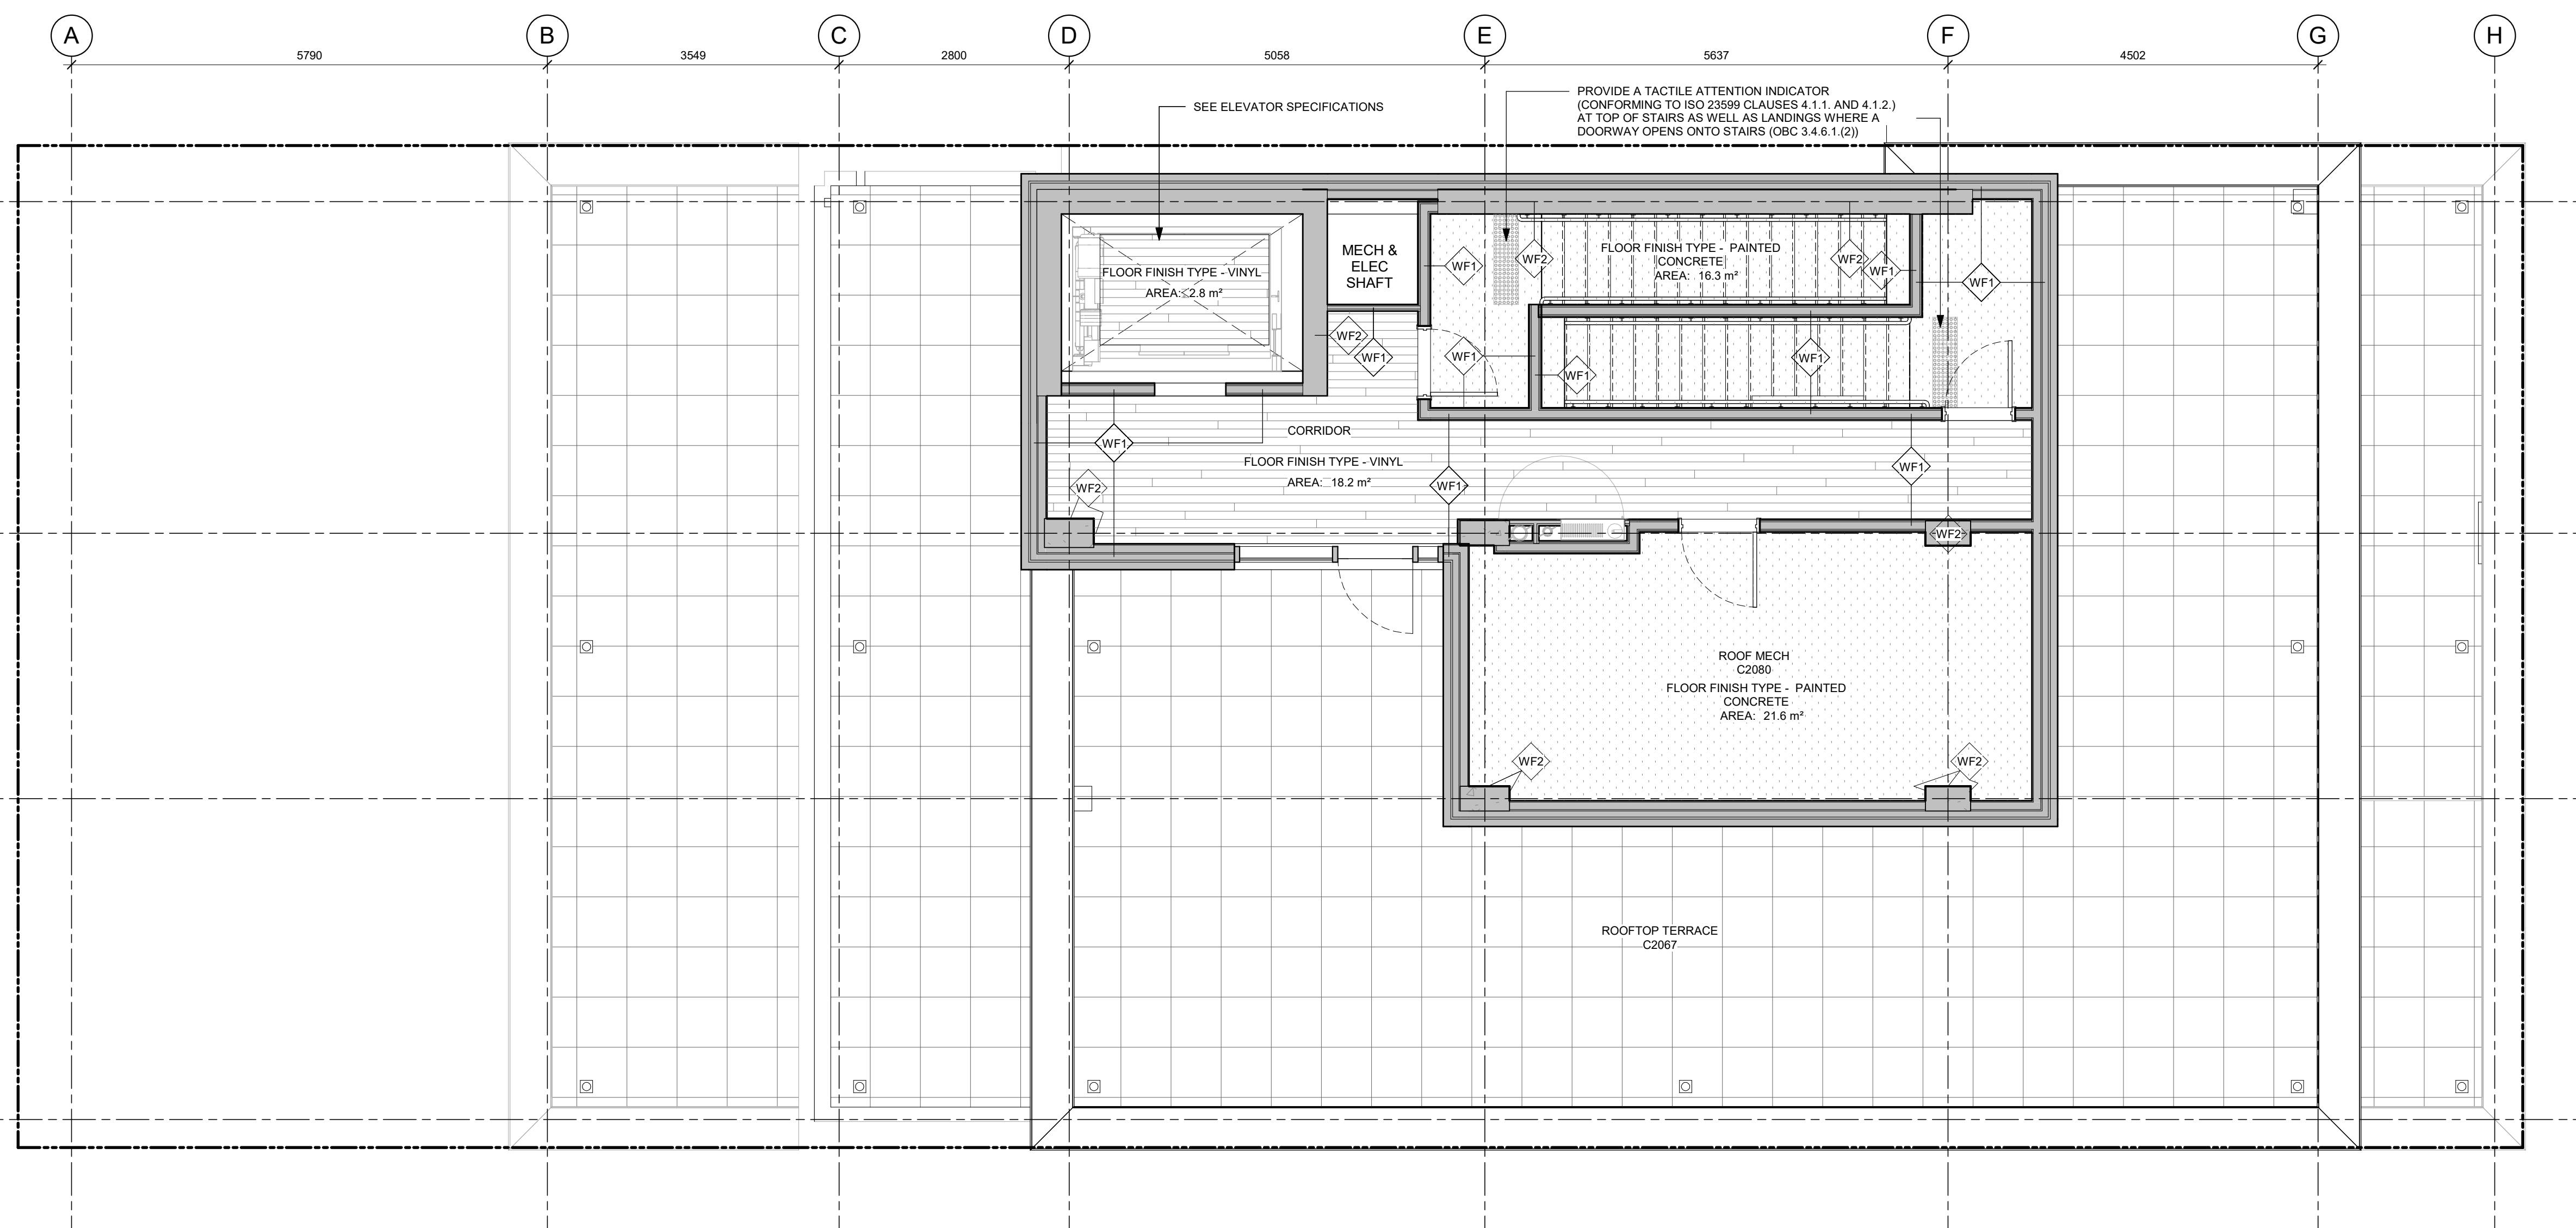 A B C D E F G H
5790 3549 2800 5058 5637 4502
SEE ELEVATOR SPECIFICATIONS
PROVIDE A TACTILE ATTENTION INDICATOR
(CONFORMING TO ISO 23599 CLAUSES 4.1.1. AND 4.1.2.)
AT TOP OF STAIRS AS WELL AS LANDINGS WHERE A
DOORWAY OPENS ONTO STAIRS (OBC 3.4.6.1.(2))
FLOOR FINISH TYPE - VINYL
AREA: 2.8 m²
MECH &
ELEC
SHAFT
WF1
WF2
FLOOR FINISH TYPE - PAINTED
CONCRETE
AREA: 16.3 m²
WF2
WF1
WF1
WF2
WF1
WF1
WF1
WF1
CORRIDOR
FLOOR FINISH TYPE - VINYL
AREA: 18.2 m²
WF1
WF2
WF1
WF1
WF2
ROOF MECH
C2080
FLOOR FINISH TYPE - PAINTED
CONCRETE
AREA: 21.6 m²
WF2
WF2
ROOFTOP TERRACE
C2067